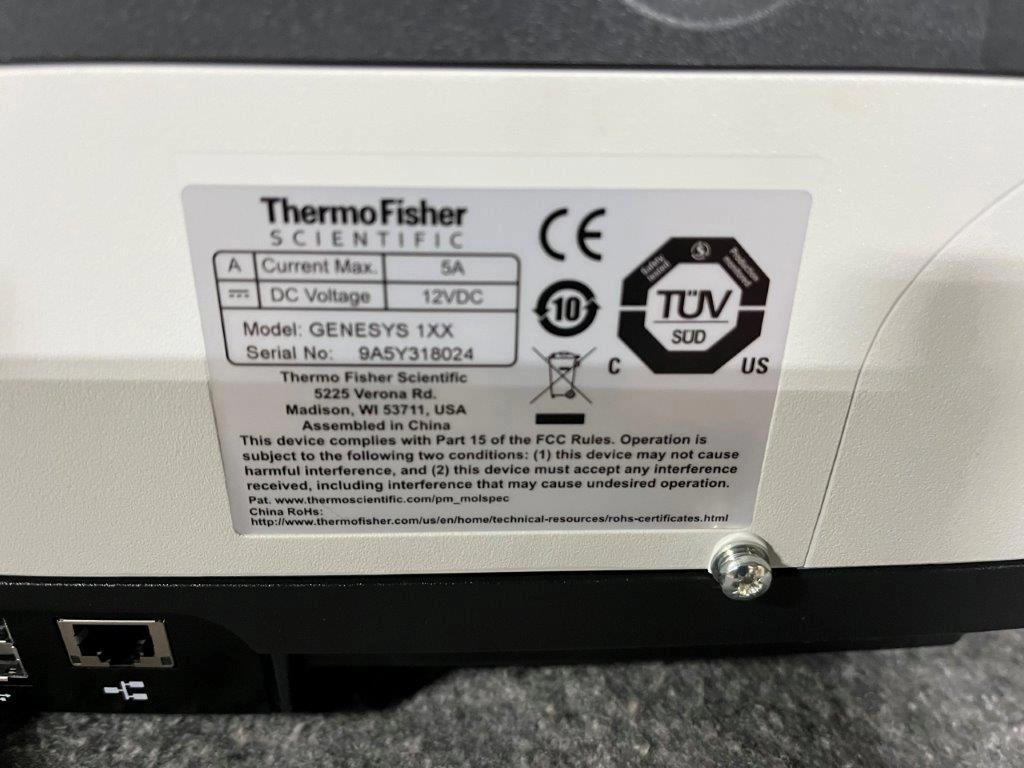 ThermoFisher
SCIENTIFIC
A Current Max. 5A
DC Voltage 12VDC
Model: GENESYS 1XX
Serial No: 9A5Y318024
Thermo Fisher Scientific
5225 Verona Rd.
Madison, WI 53711, USA
Assembled in China
CE
10
Safety tested
Production monitored
TÜV
SÜD
C US
This device complies with Part 15 of the FCC Rules. Operation is
subject to the following two conditions: (1) this device may not cause
harmful interference, and (2) this device must accept any interference
received, including interference that may cause undesired operation.
Pat. www.thermoscientific.com/pm_molspec
China RoHs:
http://www.thermofisher.com/us/en/home/technical-resources/rohs-certificates.html